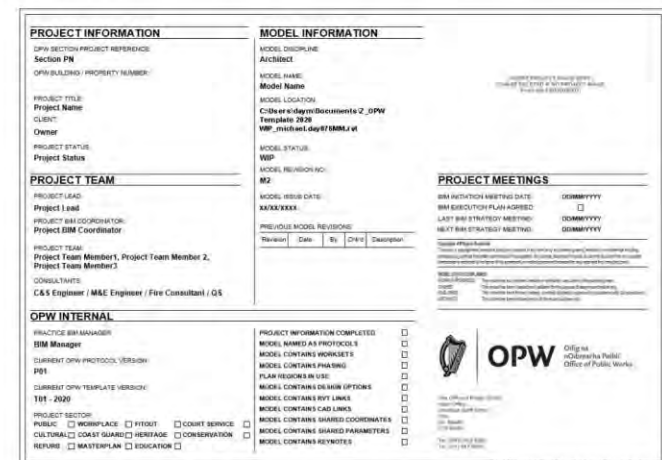 PROJECT INFORMATION
OPW SECTION PROJECT REFERENCE:
Section PN
OPW BUILDING / PROPERTY NUMBER:
PROJECT TITLE:
Project Name
CLIENT:
Owner
PROJECT STATUS:
Project Status
PROJECT TEAM
PROJECT LEAD:
Project Lead
PROJECT BIM COORDINATOR:
Project BIM Coordinator
PROJECT TEAM:
Project Team Member1, Project Team Member 2,
Project Team Member3
CONSULTANTS:
C&S Engineer / M&E Engineer / Fire Consultant / QS
MODEL INFORMATION
MODEL DISCIPLINE:
Architect
MODEL NAME:
Model Name
MODEL LOCATION:
C:\Users\daym\Documents\Z_OPW
Template 2020
WIP_michael.day076MM.rvt
MODEL STATUS:
WIP
MODEL REVISION NO:
M2
MODEL ISSUE DATE:
XX/XX/XXXX
PREVIOUS MODEL REVISIONS
Revision Date By Chk'd Description
PROJECT MEETINGS
BIM INITIATION MEETING DATE: DD/MM/YYYY
BIM EXECUTION PLAN AGREED
LAST BIM STRATEGY MEETING: DD/MM/YYYY
NEXT BIM STRATEGY MEETING: DD/MM/YYYY
OPW INTERNAL
PRACTICE BIM MANAGER:
BIM Manager
CURRENT OPW PROTOCOL VERSION:
P01
CURRENT OPW TEMPLATE VERSION:
T01 - 2020
PROJECT SECTOR:
PUBLIC WORKPLACE FITOUT COURT SERVICE
CULTURAL COAST GUARD HERITAGE CONSERVATION
REFURB MASTERPLAN EDUCATION
PROJECT INFORMATION COMPLETED
MODEL NAMED AS PROTOCOLS
MODEL CONTAINS WORKSETS
MODEL CONTAINS PHASING
PLAN REGIONS IN USE
MODEL CONTAINS DESIGN OPTIONS
MODEL CONTAINS RVT LINKS
MODEL CONTAINS CAD LINKS
MODEL CONTAINS SHARED COORDINATES
MODEL CONTAINS SHARED PARAMETERS
MODEL CONTAINS KEYNOTES
OPW
Oifig na
nOibreacha Poiblí
Office of Public Works